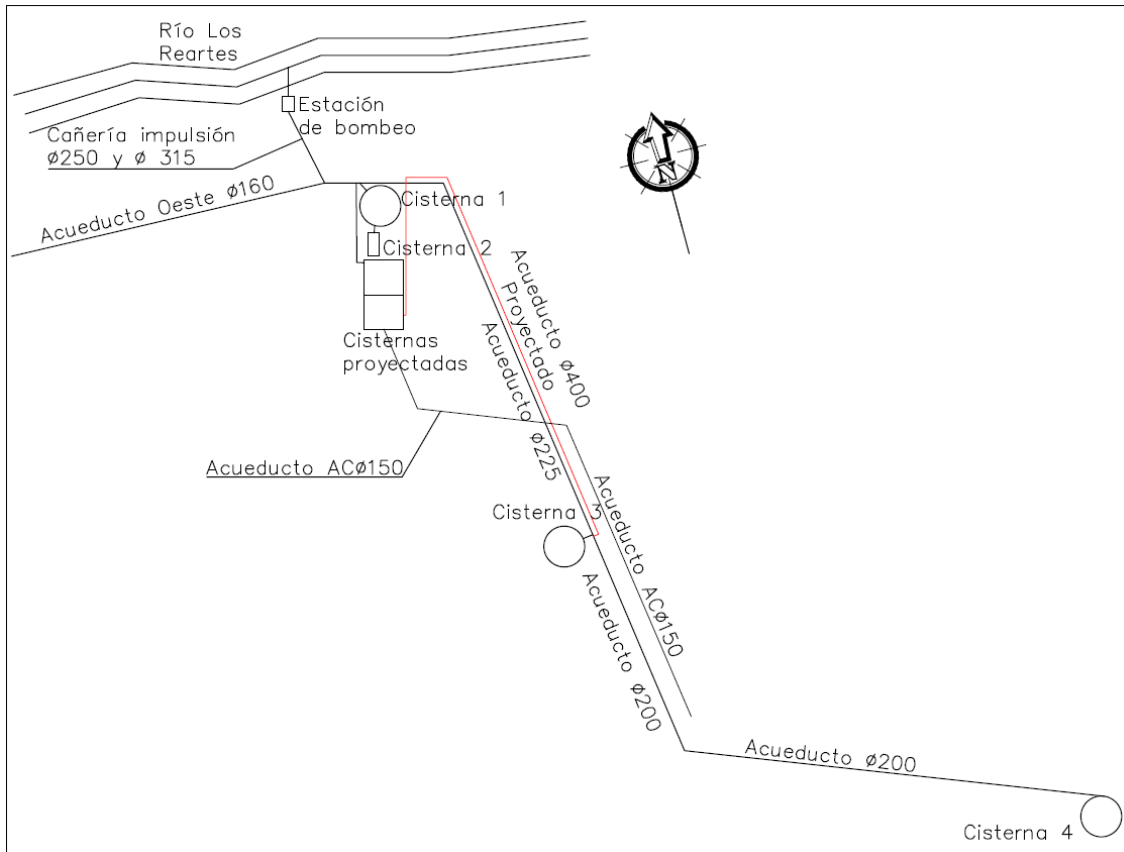 Río Los
Reartes
Estación
de bombeo
Cañería impulsión
ø250 y ø 315
N
Acueducto Oeste ø160
Cisterna 1
Cisterna 2
Acueducto ø400
Proyectado
Cisternas
proyectadas
Acueducto ø225
Acueducto ACø150
Cisterna 3
Acueducto ACø150
Acueducto ø200
Acueducto ø200
Cisterna 4